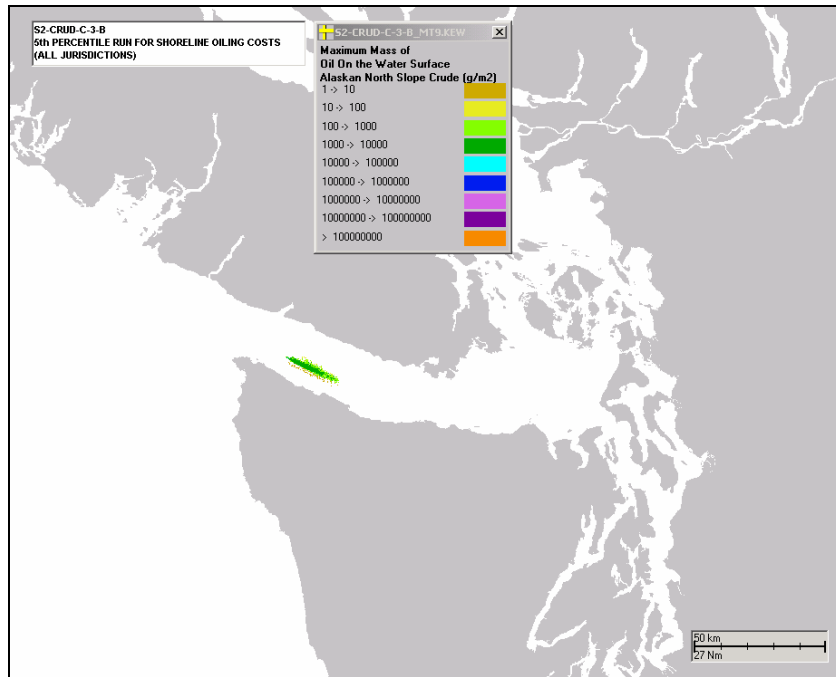 S2-CRUD-C-3-B
5th PERCENTILE RUN FOR SHORELINE OILING COSTS
(ALL JURISDICTIONS)
S2-CRUD-C-3-B_MT9.KEW
Maximum Mass of
Oil On the Water Surface
Alaskan North Slope Crude (g/m2)
1 -> 10
10 -> 100
100 -> 1000
1000 -> 10000
10000 -> 100000
100000 -> 1000000
1000000 -> 10000000
10000000 -> 100000000
> 100000000
50 km
27 Nm